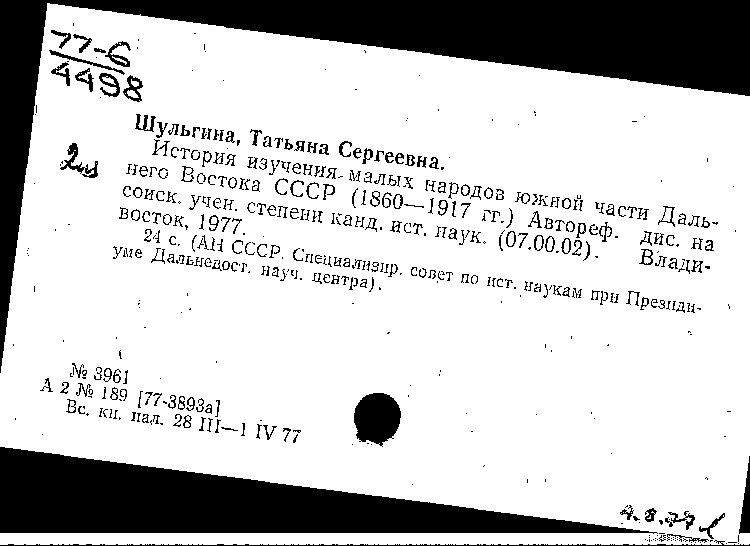 77-6
4498
Шульгина, Татьяна Сергеевна.
История изучения малых народов южной части Даль-
него Востока СССР (1860—1917 гг.) Автореф. дис. на
соиск. учен. степени канд. ист. наук. (07.00.02). Влади-
восток, 1977.
24 с. (АН СССР. Специализир. совет по ист. наукам при Президи-
уме Дальневост. науч. центра).
№ 3961
А 2 № 189 [77-3893а]
Вс. кн. пал. 28 III—1 IV 77
4.8.77